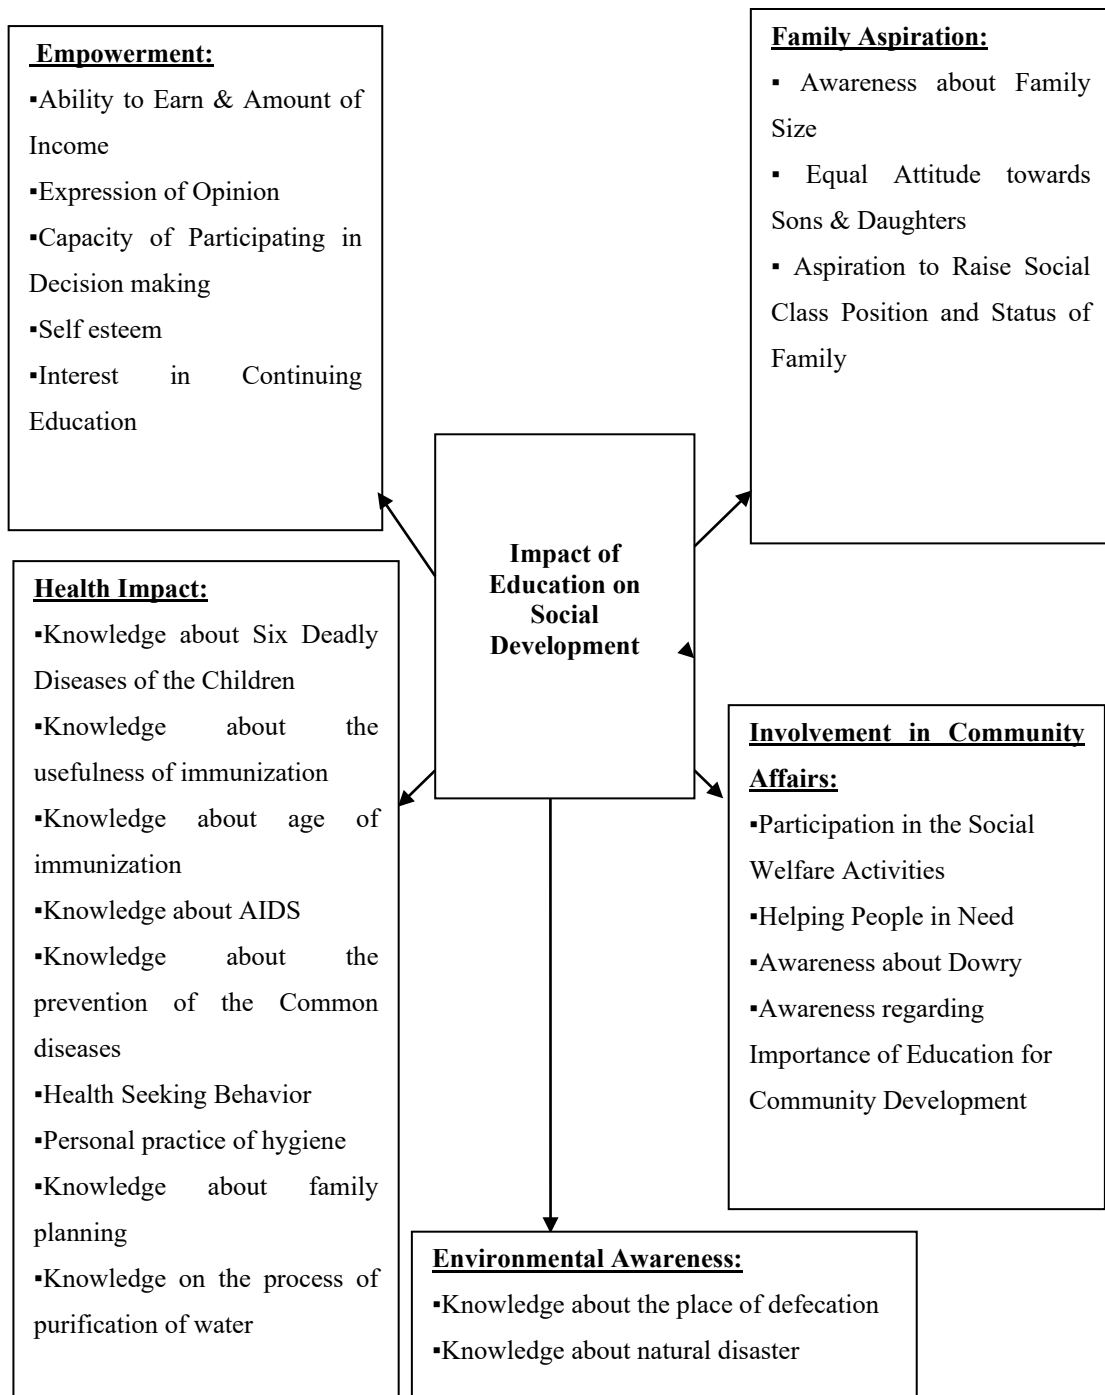 Empowerment:
▪Ability to Earn & Amount of
Income
▪Expression of Opinion
▪Capacity of Participating in
Decision making
▪Self esteem
▪Interest in Continuing
Education
Family Aspiration:
▪ Awareness about Family
Size
▪ Equal Attitude towards
Sons & Daughters
▪ Aspiration to Raise Social
Class Position and Status of
Family
Impact of
Education on
Social
Development
Health Impact:
▪Knowledge about Six Deadly
Diseases of the Children
▪Knowledge about the
usefulness of immunization
▪Knowledge about age of
immunization
▪Knowledge about AIDS
▪Knowledge about the
prevention of the Common
diseases
▪Health Seeking Behavior
▪Personal practice of hygiene
▪Knowledge about family
planning
▪Knowledge on the process of
purification of water
Involvement in Community
Affairs:
▪Participation in the Social
Welfare Activities
▪Helping People in Need
▪Awareness about Dowry
▪Awareness regarding
Importance of Education for
Community Development
Environmental Awareness:
▪Knowledge about the place of defecation
▪Knowledge about natural disaster